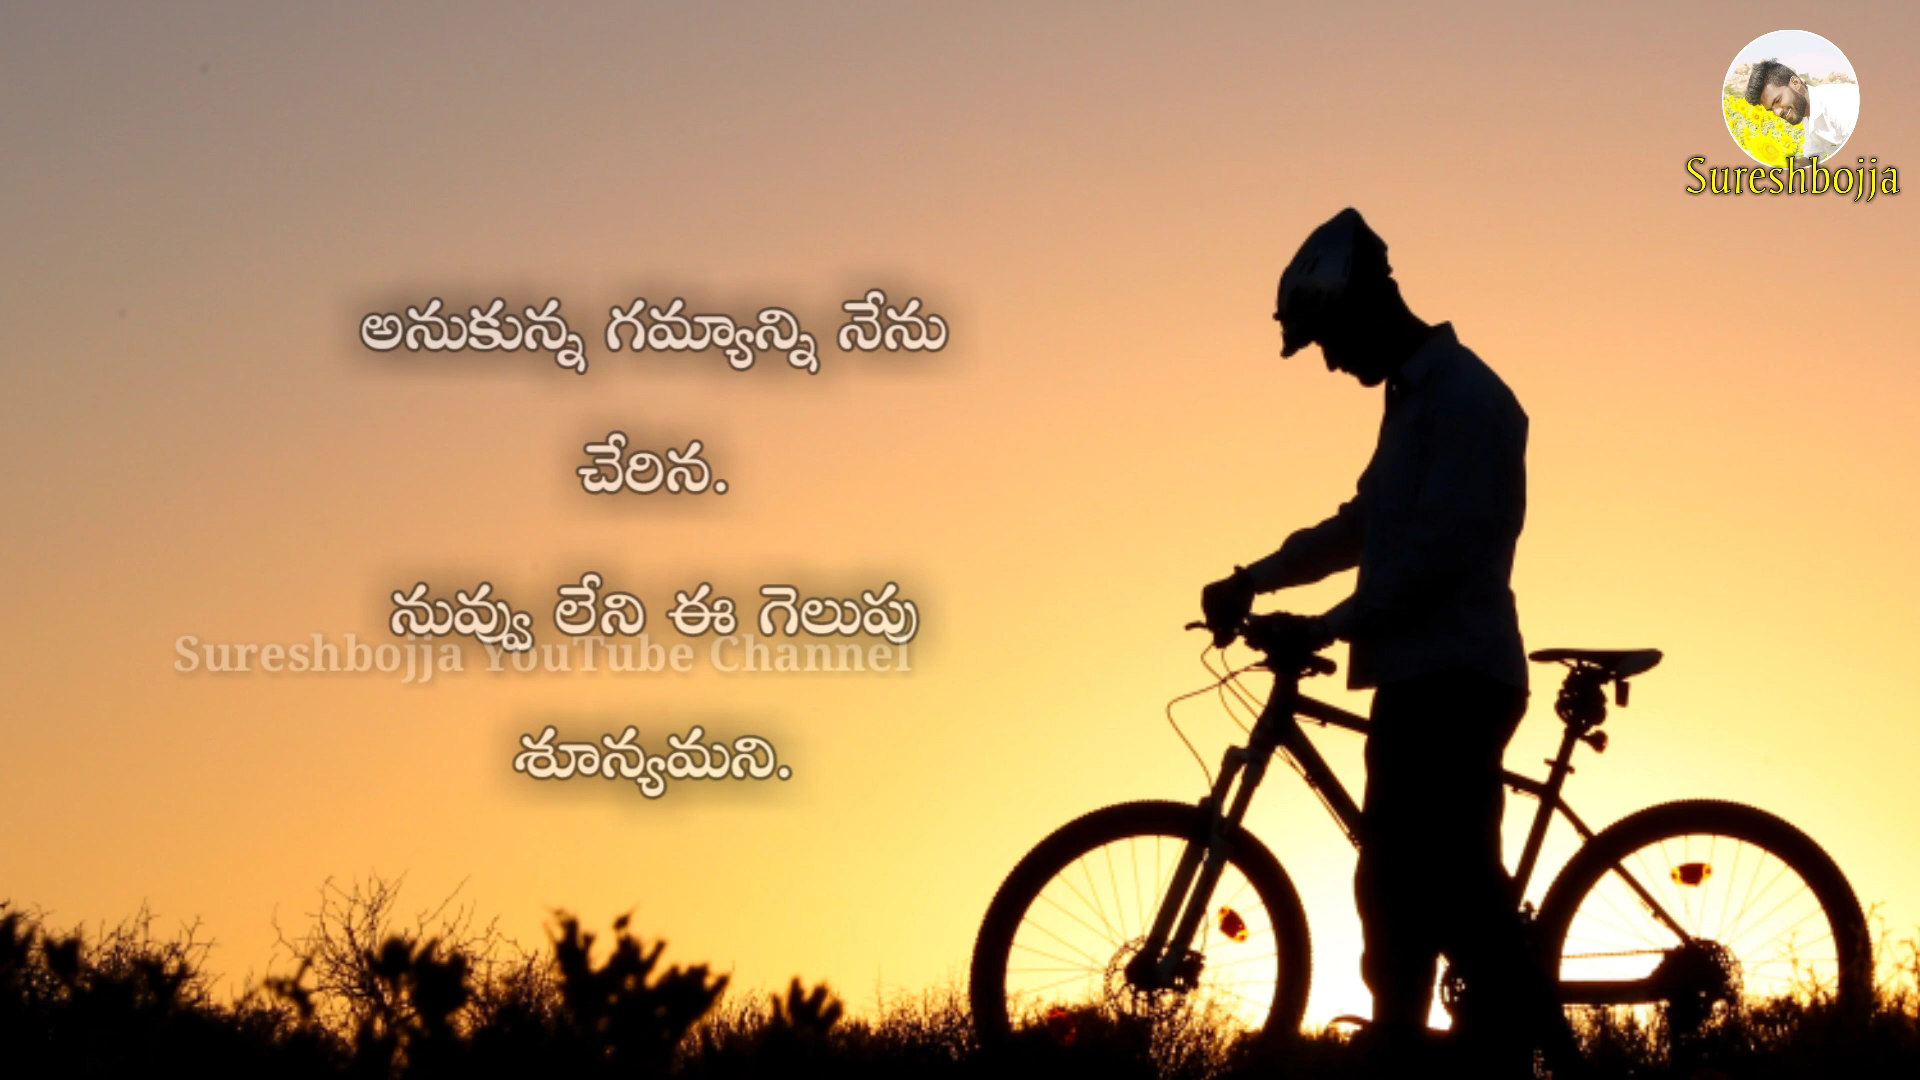 Sureshbojja
అనుకున్న గమ్యాన్ని నేను
చేరిన.
నువ్వు లేని ఈ గెలుపు
Sureshbojja YouTube Channel
శూన్యమని.